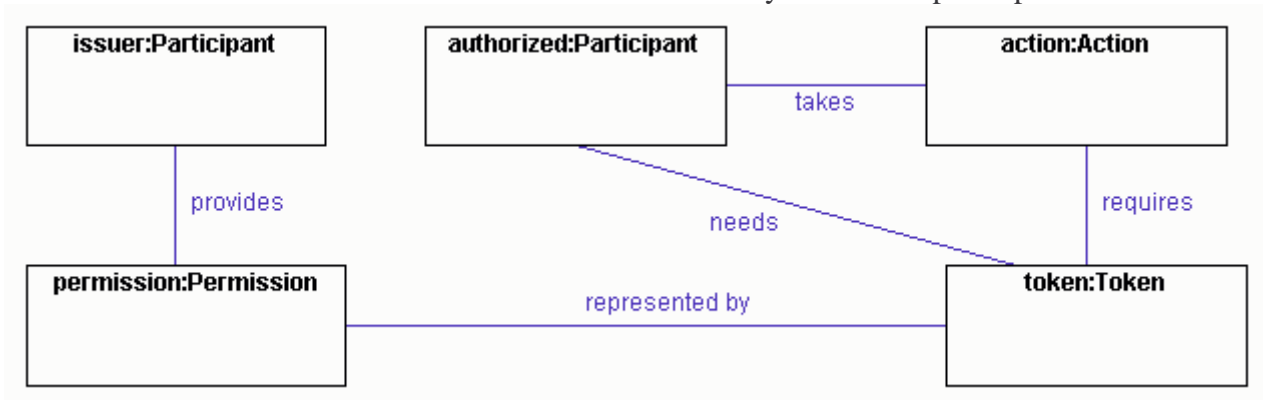 issuer:Participant
authorized:Participant
action:Action
takes
provides
needs
requires
permission:Permission
represented by
token:Token